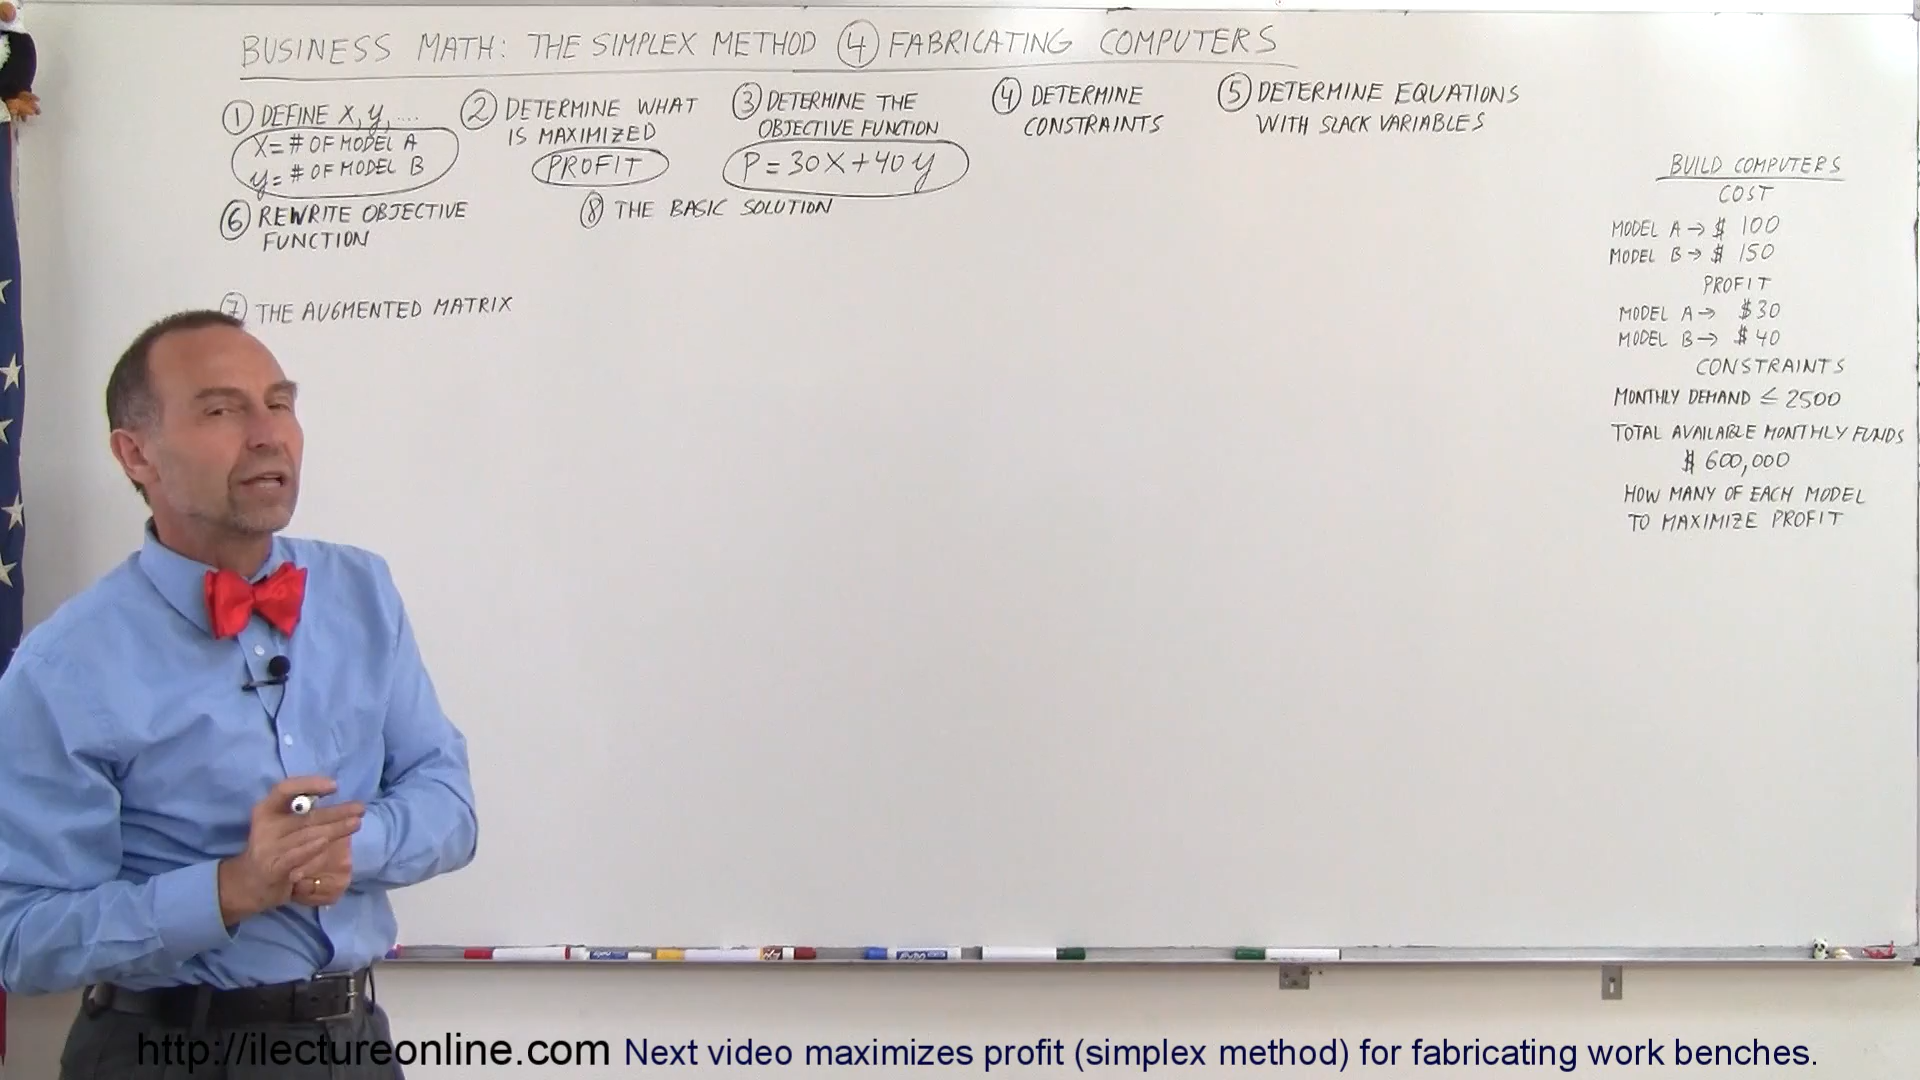 BUSINESS MATH: THE SIMPLEX METHOD ④ FABRICATING COMPUTERS
① DEFINE X, y, ....
X = # OF MODEL A
y = # OF MODEL B
② DETERMINE WHAT
IS MAXIMIZED
PROFIT
③ DETERMINE THE
OBJECTIVE FUNCTION
P = 30X + 40y
④ DETERMINE
CONSTRAINTS
⑤ DETERMINE EQUATIONS
WITH SLACK VARIABLES
⑥ REWRITE OBJECTIVE
FUNCTION
⑧ THE BASIC SOLUTION
⑦ THE AUGMENTED MATRIX
BUILD COMPUTERS
COST
MODEL A → $ 100
MODEL B → $ 150
PROFIT
MODEL A → $30
MODEL B → $ 40
CONSTRAINTS
MONTHLY DEMAND ≤ 2500
TOTAL AVAILABLE MONTHLY FUNDS
$ 600,000
HOW MANY OF EACH MODEL
TO MAXIMIZE PROFIT
http://ilectureonline.com Next video maximizes profit (simplex method) for fabricating work benches.